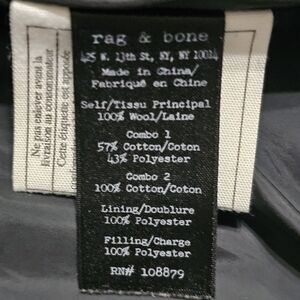 rag & bone
425 W. 13th St, NY, NY 10014
Made in China/
Fabriqué en Chine
Self/Tissu Principal
100% Wool/Laine
Combo 1
57% Cotton/Coton
43% Polyester
Combo 2
100% Cotton/Coton
Lining/Doublure
100% Polyester
Filling/Charge
100% Polyester
RN# 108879
Ne pas enlever avant la
livraison au consommateur
Cette étiquette est apposée